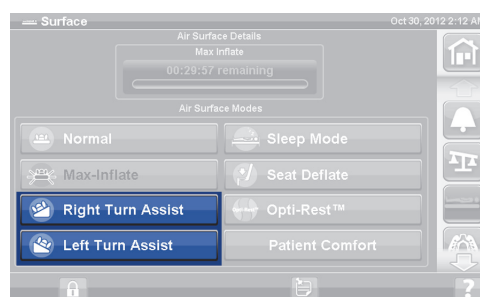 Surface
Oct 30, 2012 2:12 AM
Air Surface Details
Max Inflate
00:29:57 remaining
Air Surface Modes
Normal
Sleep Mode
Max-Inflate
Seat Deflate
Right Turn Assist
Opti-Rest™
Left Turn Assist
Patient Comfort
?